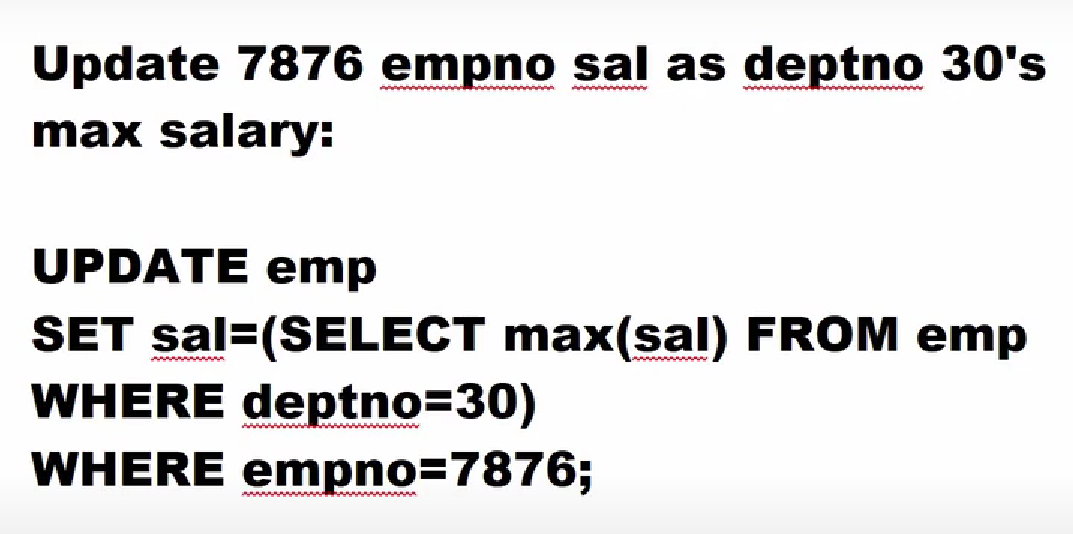 Update 7876 empno sal as deptno 30's
max salary:
UPDATE emp
SET sal=(SELECT max(sal) FROM emp
WHERE deptno=30)
WHERE empno=7876;